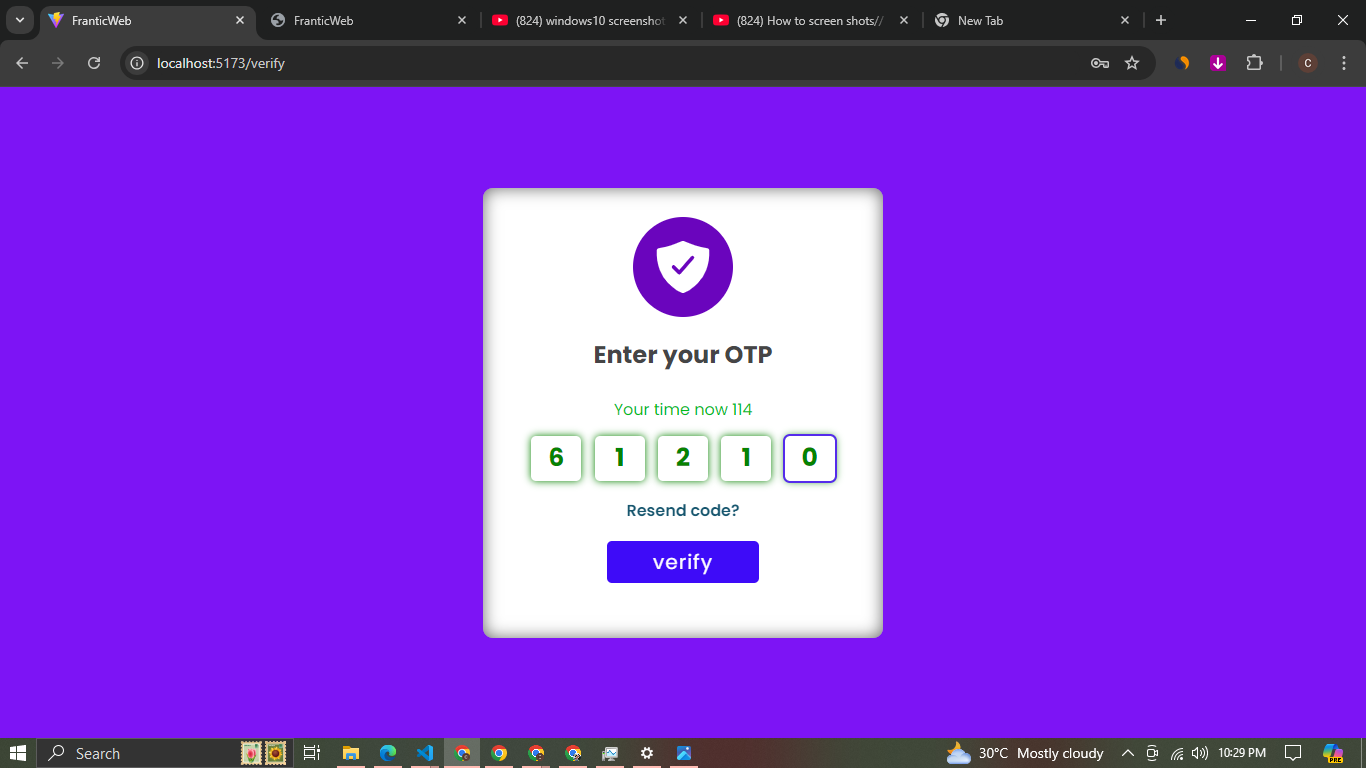 FranticWeb
FranticWeb
(824) windows10 screenshot
(824) How to screen shots//
New Tab
localhost:5173/verify
C
Enter your OTP
Your time now 114
6 1 2 1 0
Resend code?
verify
Search
30°C Mostly cloudy
10:29 PM
PRE